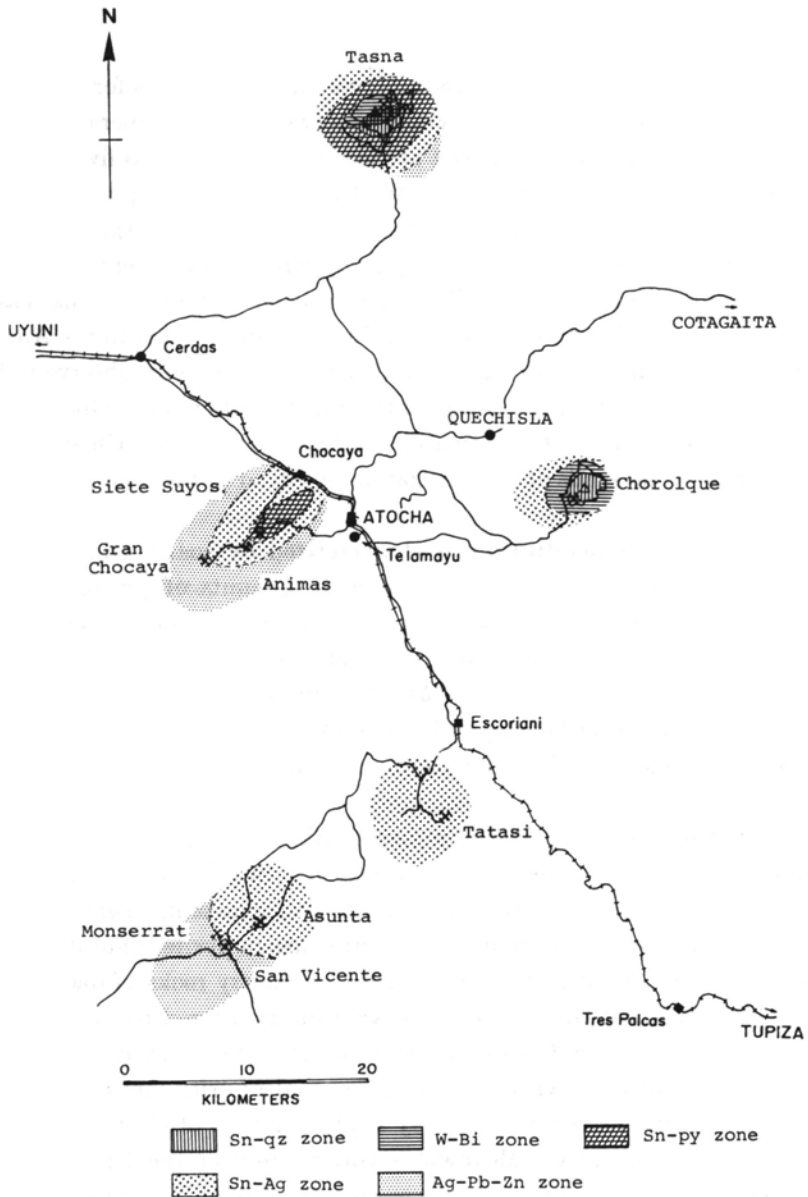 N
Tasna
UYUNI
Cerdas
COTAGAITA
QUECHISLA
Chocaya
Siete Suyos
Chorolque
ATOCHA
Gran
Chocaya
Telamayu
Animas
Escoriani
Tatasi
Asunta
Monserrat
San Vicente
Tres Palcas
TUPIZA
0 10 20
KILOMETERS
Sn-qz zone W-Bi zone Sn-py zone
Sn-Ag zone Ag-Pb-Zn zone